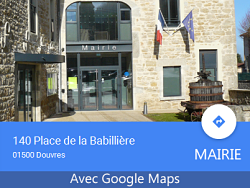 Mairie
140 Place de la Babillière
01500 Douvres
MAIRIE
Avec Google Maps